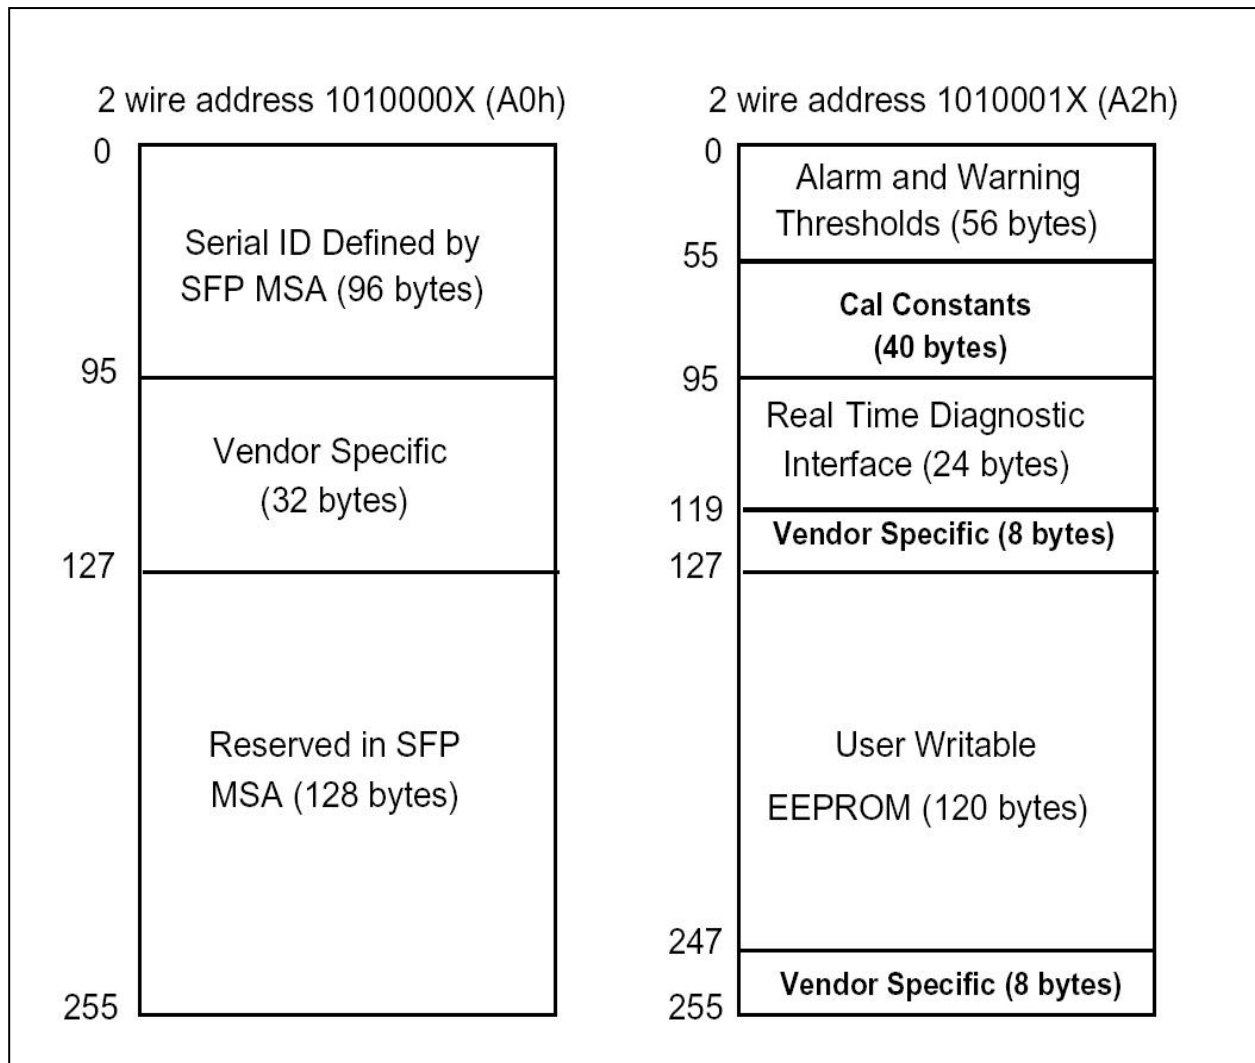 2 wire address 1010000X (A0h)
0
Serial ID Defined by
SFP MSA (96 bytes)
95
Vendor Specific
(32 bytes)
127
Reserved in SFP
MSA (128 bytes)
255
2 wire address 1010001X (A2h)
0
Alarm and Warning
Thresholds (56 bytes)
55
Cal Constants
(40 bytes)
95
Real Time Diagnostic
Interface (24 bytes)
119
Vendor Specific (8 bytes)
127
User Writable
EEPROM (120 bytes)
247
Vendor Specific (8 bytes)
255